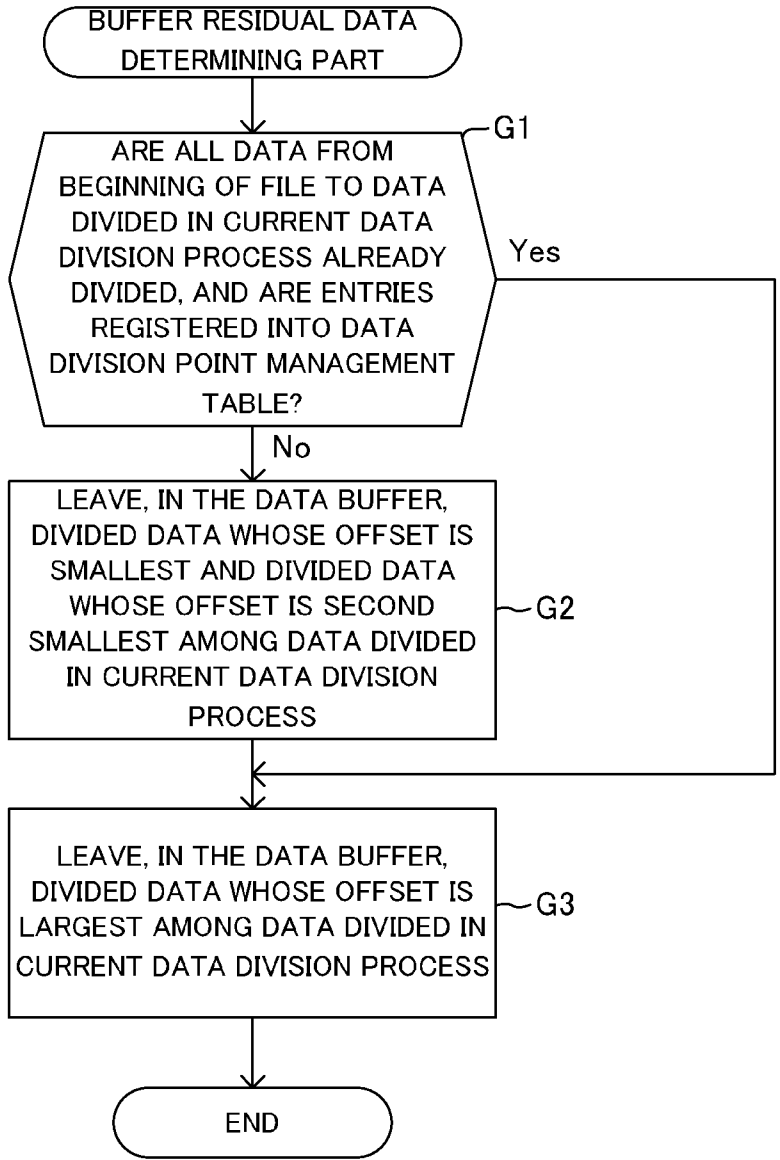 BUFFER RESIDUAL DATA
DETERMINING PART
G1
ARE ALL DATA FROM
BEGINNING OF FILE TO DATA
DIVIDED IN CURRENT DATA
DIVISION PROCESS ALREADY
DIVIDED, AND ARE ENTRIES
REGISTERED INTO DATA
DIVISION POINT MANAGEMENT
TABLE?
Yes
No
LEAVE, IN THE DATA BUFFER,
DIVIDED DATA WHOSE OFFSET IS
SMALLEST AND DIVIDED DATA
WHOSE OFFSET IS SECOND
SMALLEST AMONG DATA DIVIDED
IN CURRENT DATA DIVISION
PROCESS
G2
LEAVE, IN THE DATA BUFFER,
DIVIDED DATA WHOSE OFFSET IS
LARGEST AMONG DATA DIVIDED IN
CURRENT DATA DIVISION PROCESS
G3
END